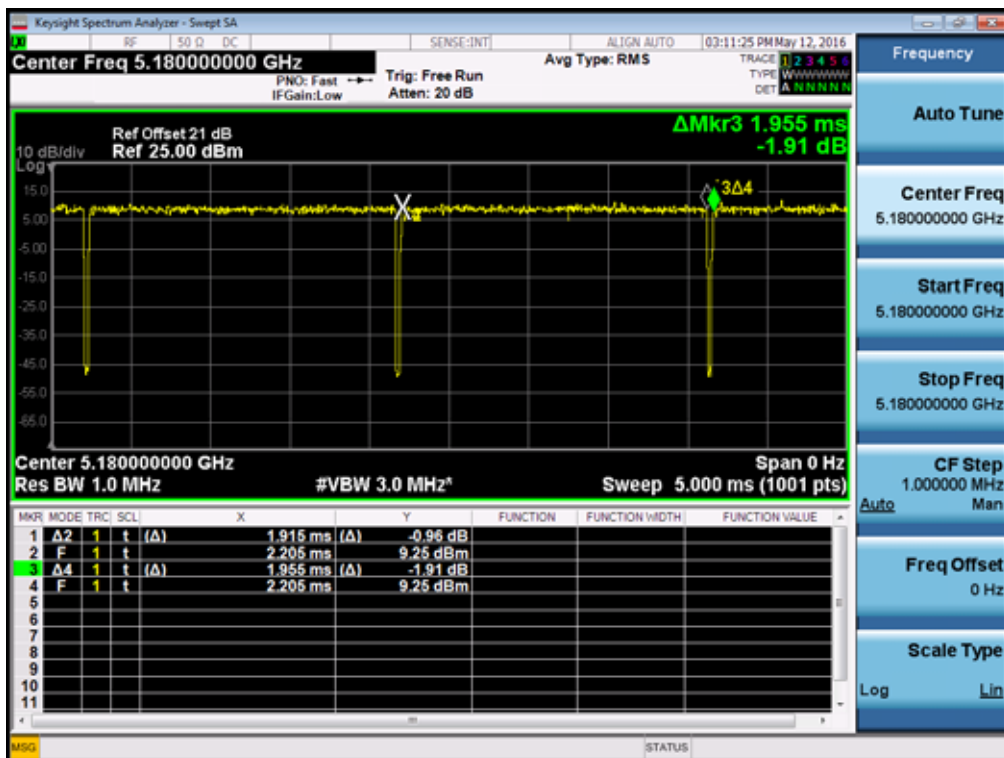 Keysight Spectrum Analyzer - Swept SA
RF 50 Ω DC SENSE:INT ALIGN AUTO 03:11:25 PM May 12, 2016
Center Freq 5.180000000 GHz Avg Type: RMS TRACE 1 2 3 4 5 6
PNO: Fast Trig: Free Run TYPE WWWWWW
IFGain:Low Atten: 20 dB DET A N N N N N
ΔMkr3 1.955 ms
-1.91 dB
Ref Offset 21 dB
10 dB/div Ref 25.00 dBm
Log
15.0
5.00
-5.00
-15.0
-25.0
-35.0
-45.0
-55.0
-65.0
3Δ4
Center 5.180000000 GHz Span 0 Hz
Res BW 1.0 MHz #VBW 3.0 MHz* Sweep 5.000 ms (1001 pts)
MKR MODE TRC SCL X Y FUNCTION FUNCTION WIDTH FUNCTION VALUE
1 Δ2 1 t (Δ) 1.915 ms (Δ) -0.96 dB
2 F 1 t 2.205 ms 9.25 dBm
3 Δ4 1 t (Δ) 1.955 ms (Δ) -1.91 dB
4 F 1 t 2.205 ms 9.25 dBm
5
6
7
8
9
10
11
MSG STATUS
Frequency
Auto Tune
Center Freq
5.180000000 GHz
Start Freq
5.180000000 GHz
Stop Freq
5.180000000 GHz
CF Step
1.000000 MHz
Auto Man
Freq Offset
0 Hz
Scale Type
Log Lin